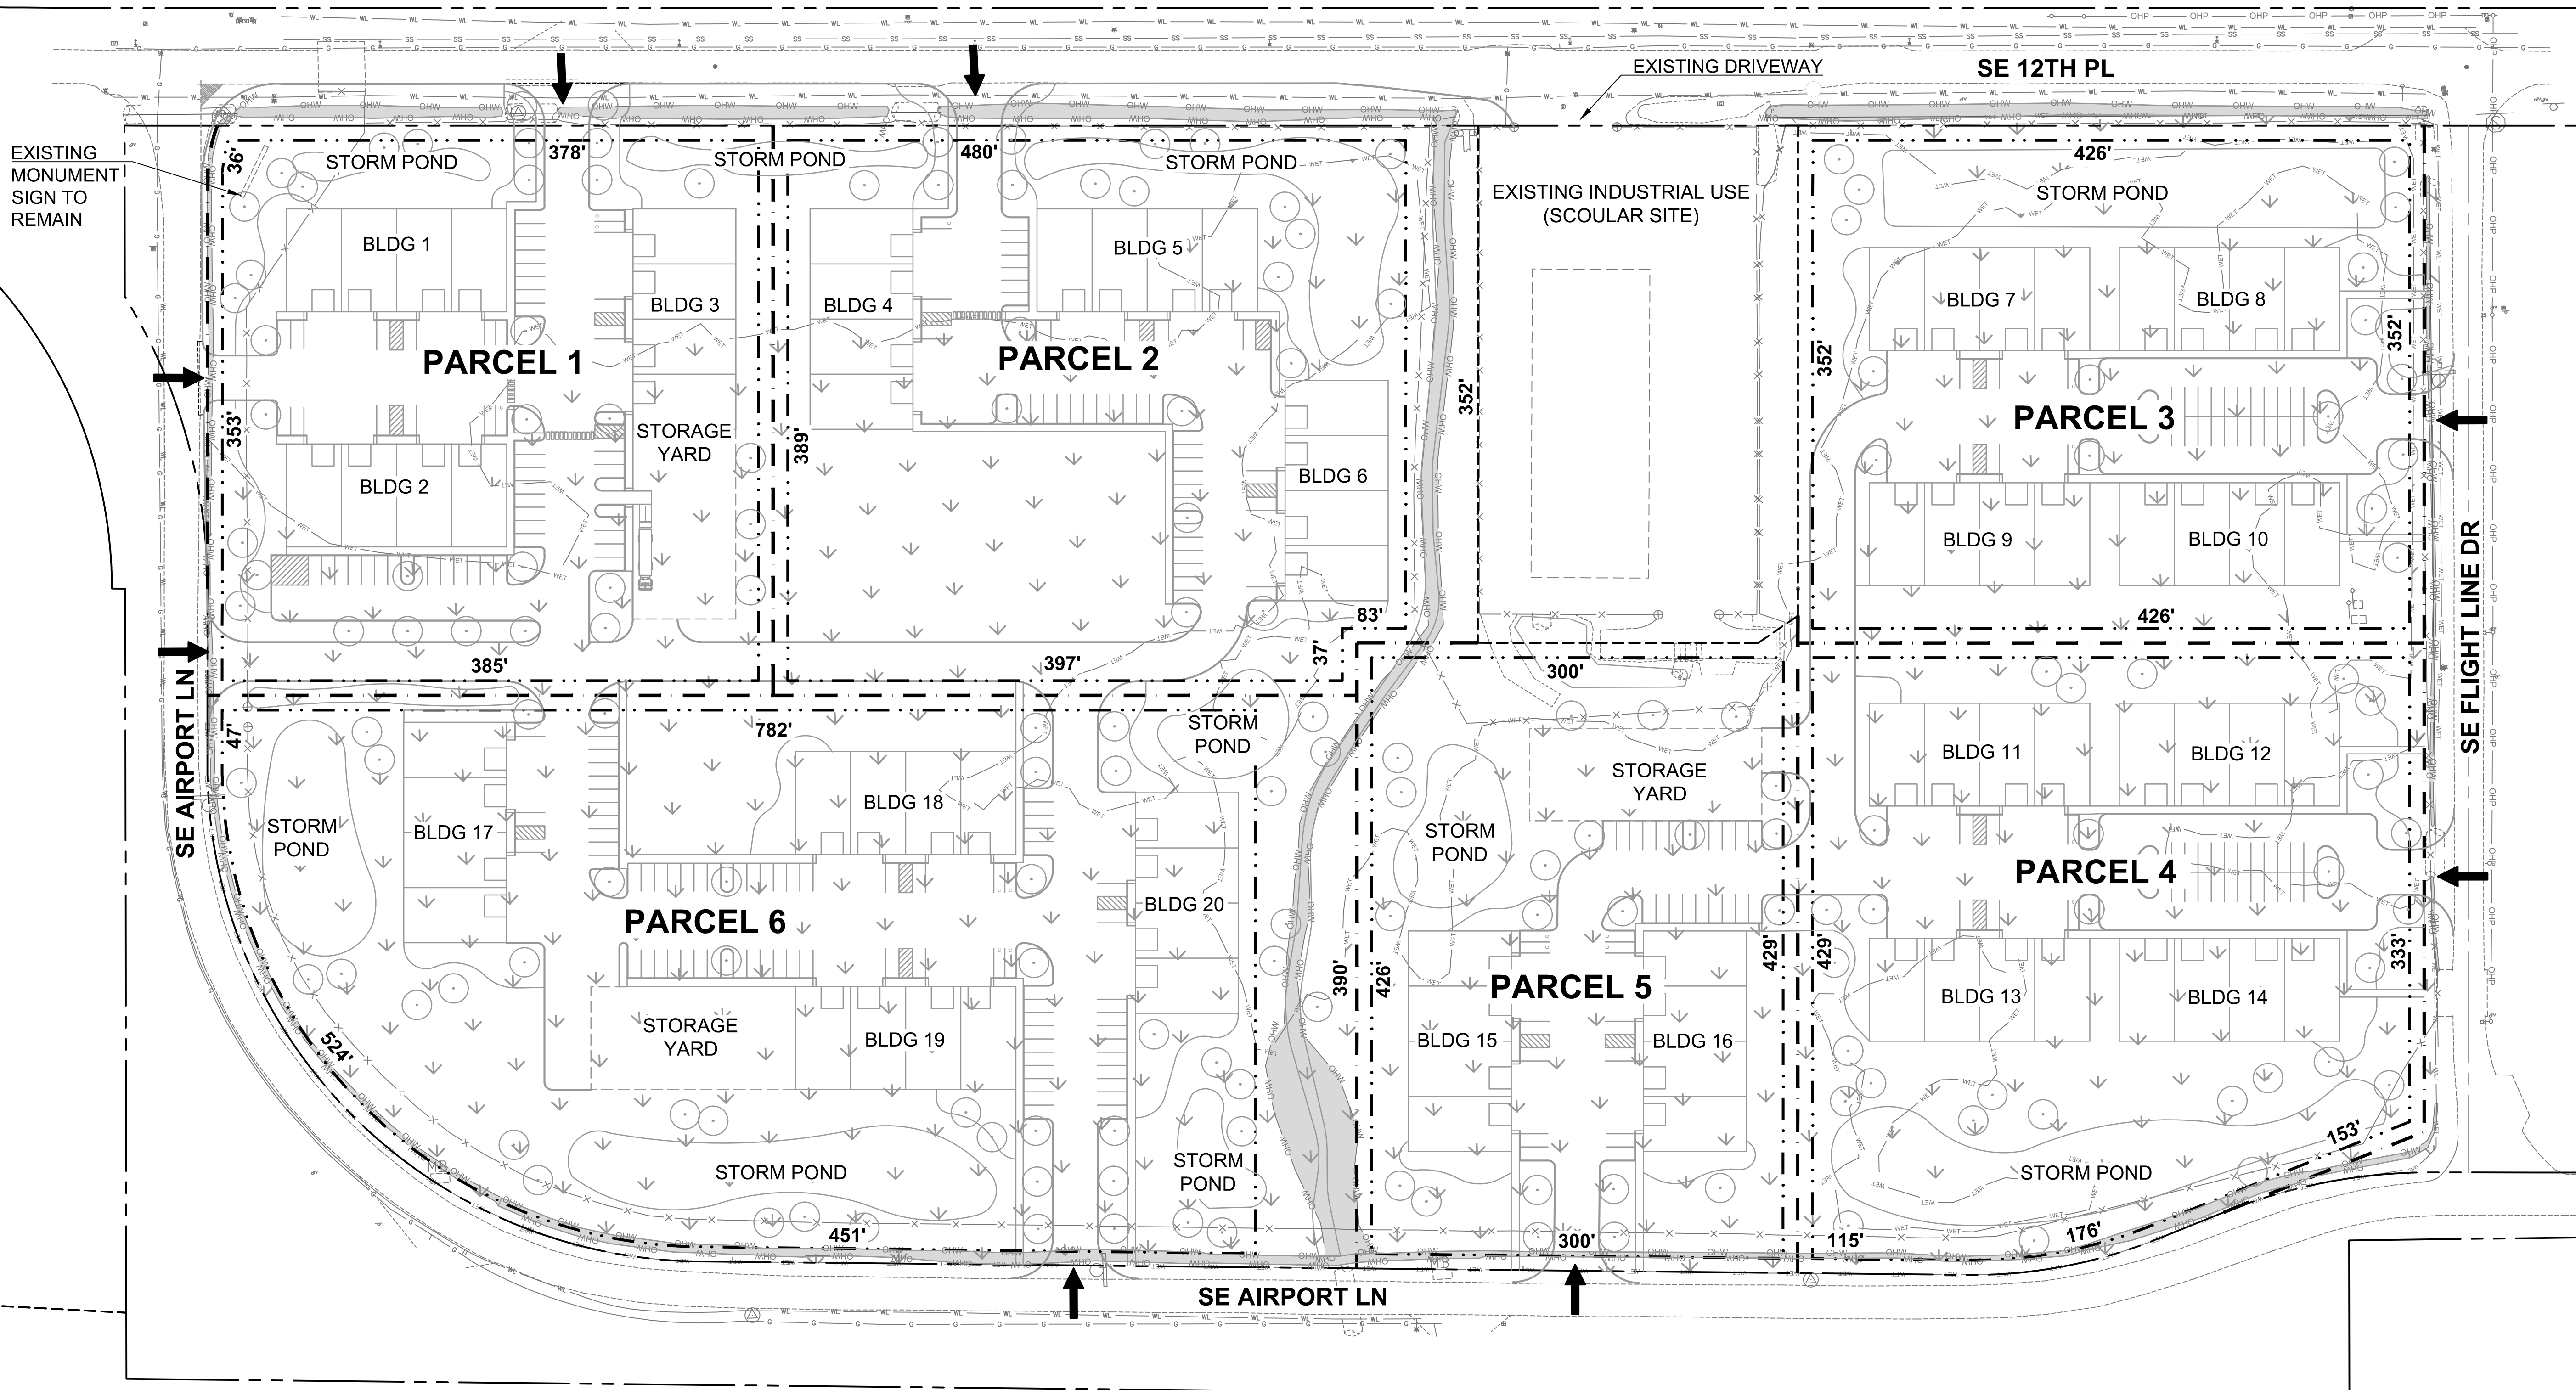 EXISTING DRIVEWAY
SE 12TH PL
EXISTING
MONUMENT
SIGN TO
REMAIN
36'
STORM POND
378'
STORM POND
480'
STORM POND
EXISTING INDUSTRIAL USE
(SCOULAR SITE)
426'
STORM POND
BLDG 1
BLDG 3
BLDG 4
BLDG 5
BLDG 7
BLDG 8
PARCEL 1
PARCEL 2
352'
352'
352'
PARCEL 3
353'
STORAGE
YARD
389'
BLDG 2
BLDG 6
BLDG 9
BLDG 10
SE FLIGHT LINE DR
83'
37'
426'
385'
397'
300'
SE AIRPORT LN
47'
782'
STORM
POND
STORAGE
YARD
BLDG 11
BLDG 12
STORM
POND
BLDG 17
BLDG 18
STORM
POND
PARCEL 4
PARCEL 6
BLDG 20
390'
426'
PARCEL 5
429'
429'
333'
BLDG 13
BLDG 14
STORAGE
YARD
BLDG 19
BLDG 15
BLDG 16
524'
STORM POND
STORM
POND
STORM POND
153'
451'
300'
115'
176'
SE AIRPORT LN